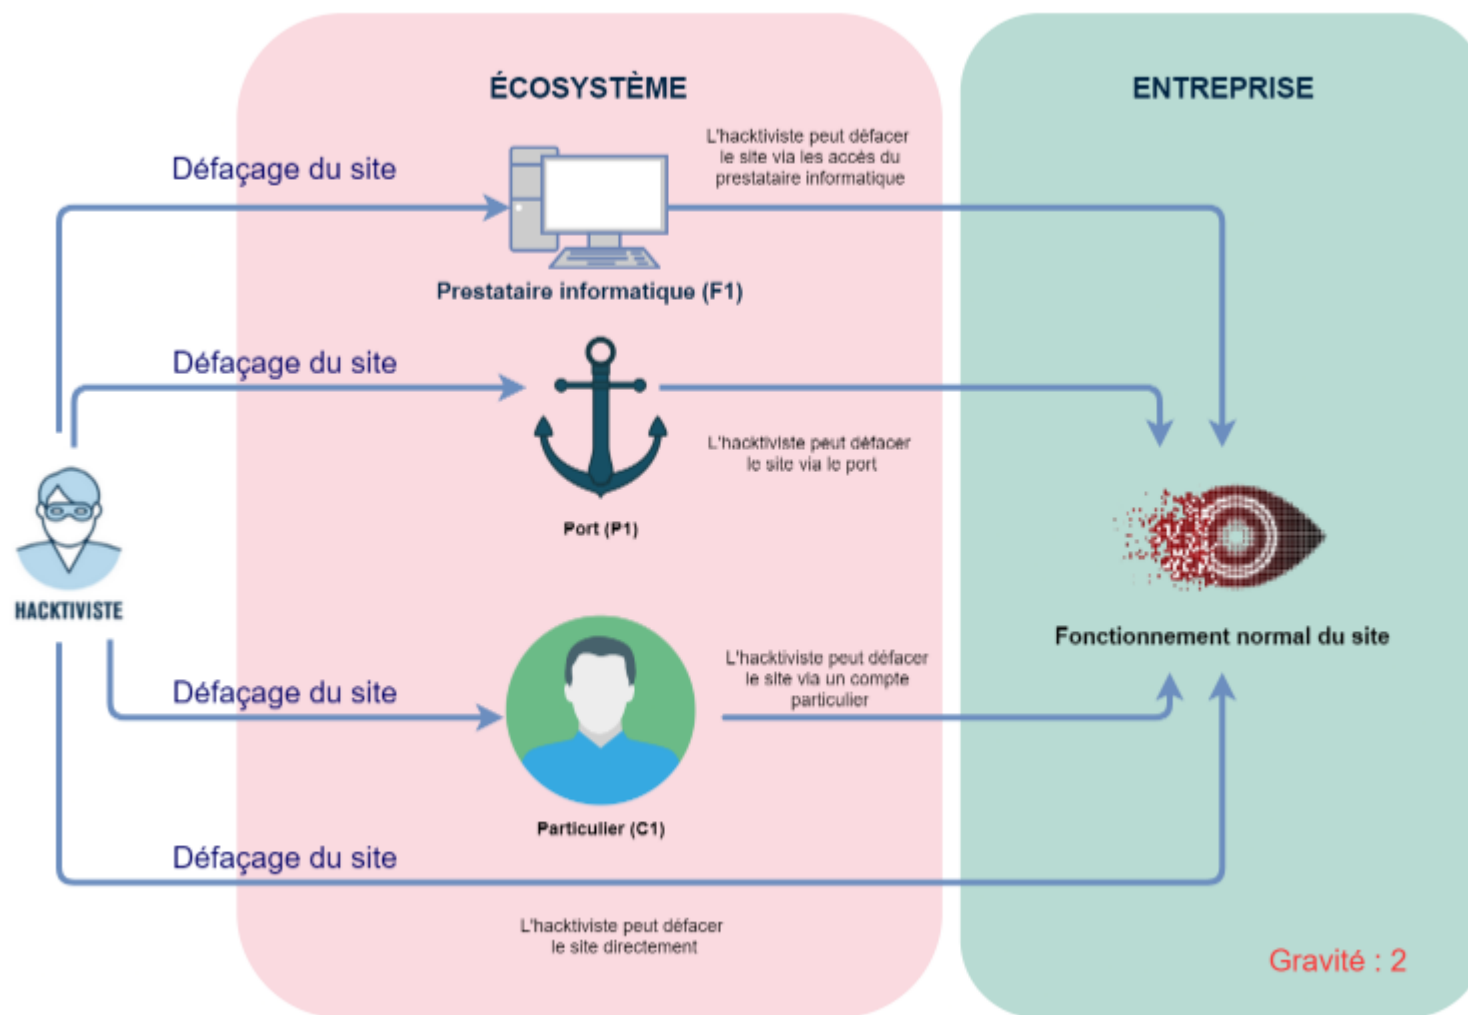 ÉCOSYSTÈME
ENTREPRISE
L'hacktiviste peut défacer
le site via les accès du
prestataire informatique
Défaçage du site
Prestataire informatique (F1)
Défaçage du site
L'hacktiviste peut défacer
le site via le port
Port (P1)
HACKTIVISTE
Fonctionnement normal du site
L'hacktiviste peut défacer
le site via un compte
particulier
Défaçage du site
Particulier (C1)
Défaçage du site
L'hacktiviste peut défacer
le site directement
Gravité : 2